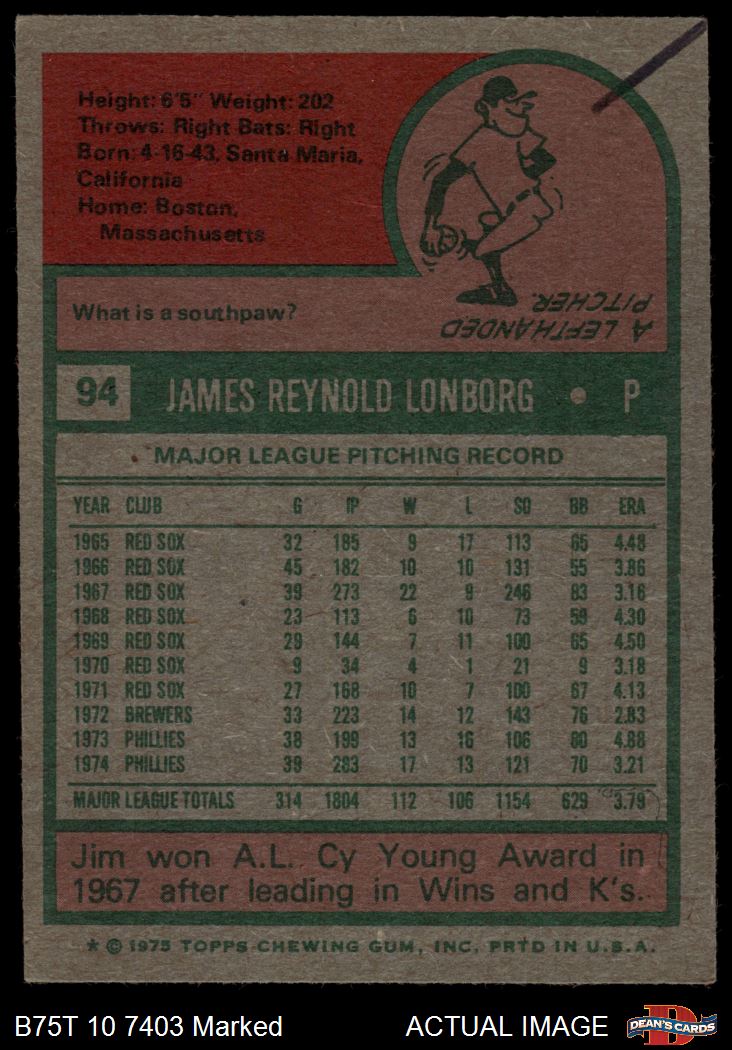 Height: 6'5" Weight: 202
Throws: Right Bats: Right
Born: 4-16-43, Santa Maria,
California
Home: Boston,
Massachusetts
What is a southpaw?
A LEFTHANDED
PITCHER.
94 JAMES REYNOLD LONBORG • P
MAJOR LEAGUE PITCHING RECORD
YEAR CLUB G IP W L SO BB ERA
1965 RED SOX 32 185 9 17 113 65 4.48
1966 RED SOX 45 182 10 10 131 55 3.86
1967 RED SOX 39 273 22 9 246 83 3.16
1968 RED SOX 23 113 6 10 73 59 4.30
1969 RED SOX 29 144 7 11 100 65 4.50
1970 RED SOX 9 34 4 1 21 9 3.18
1971 RED SOX 27 168 10 7 100 67 4.13
1972 BREWERS 33 223 14 12 143 76 2.83
1973 PHILLIES 38 199 13 16 106 80 4.88
1974 PHILLIES 39 283 17 13 121 70 3.21
MAJOR LEAGUE TOTALS 314 1804 112 106 1154 629 3.79
Jim won A.L. Cy Young Award in
1967 after leading in Wins and K's.
* © 1975 TOPPS CHEWING GUM, INC. PRTD IN U.S.A.
B75T 10 7403 Marked ACTUAL IMAGE DEAN'S CARDS